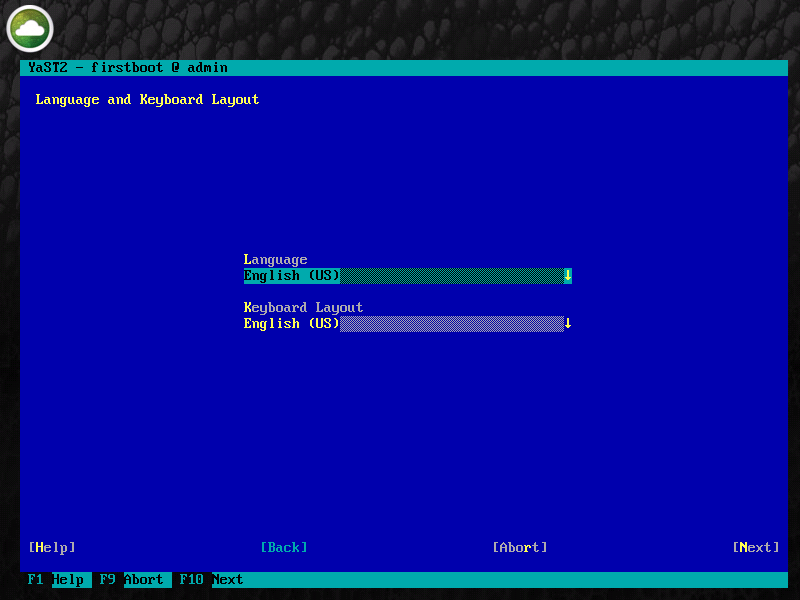 YaST2 - firstboot @ admin
Language and Keyboard Layout
Language
English (US) ↓
Keyboard Layout
English (US) ↓
[Help] [Back] [Abort] [Next]
F1 Help F9 Abort F10 Next